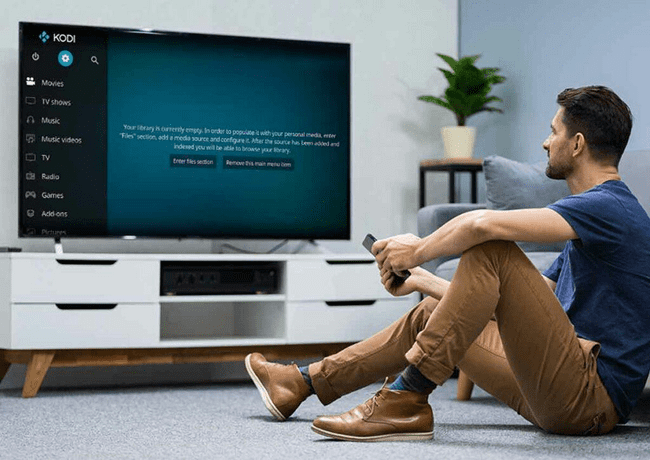 KODI
Movies
TV shows
Music
Music videos
TV
Radio
Games
Add-ons
Pictures
Your library is currently empty. In order to populate it with your personal media, enter
"Files" section, add a media source and configure it. After the source has been added and
indexed you will be able to browse your library.
Enter files section
Remove this main menu item